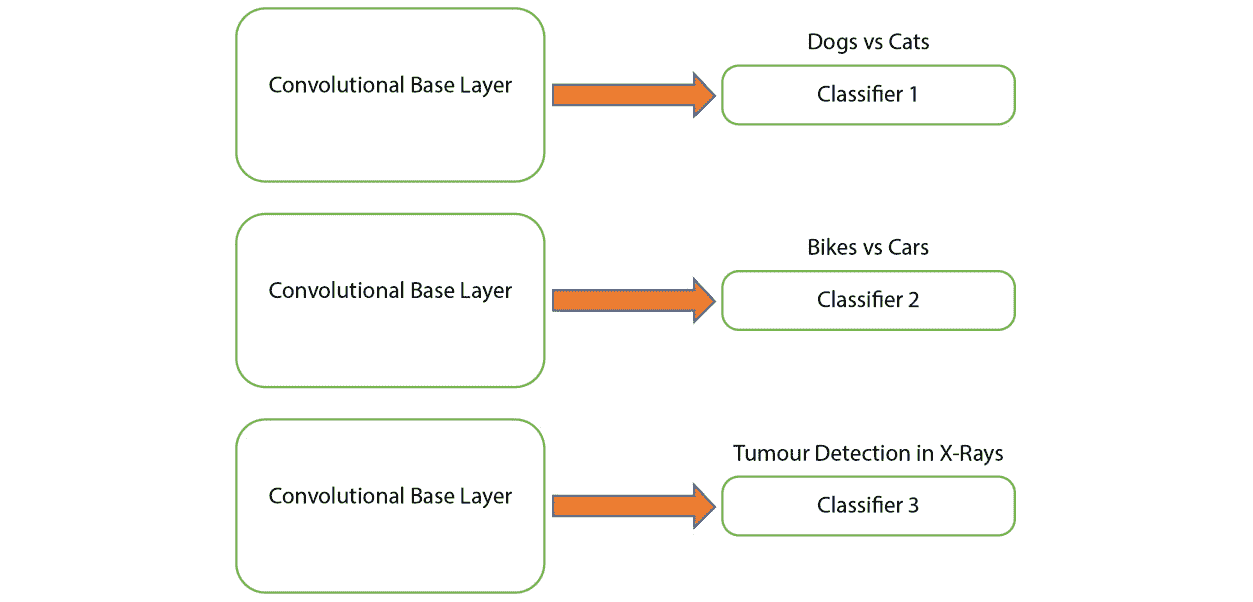 Dogs vs Cats
Convolutional Base Layer
Classifier 1
Bikes vs Cars
Convolutional Base Layer
Classifier 2
Tumour Detection in X-Rays
Convolutional Base Layer
Classifier 3